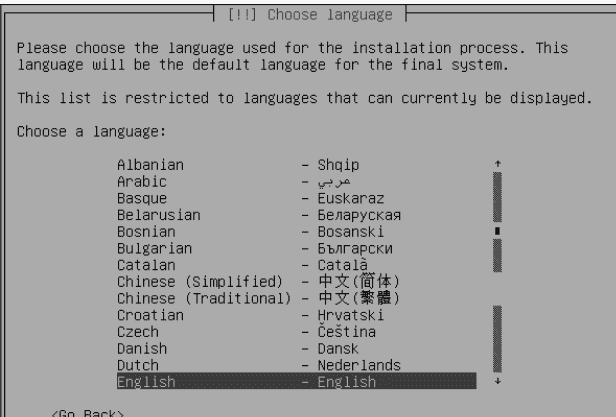 [!!] Choose language
Please choose the language used for the installation process. This
language will be the default language for the final system.
This list is restricted to languages that can currently be displayed.
Choose a language:
Albanian - Shqip
Arabic - عربي
Basque - Euskaraz
Belarusian - Беларуская
Bosnian - Bosanski
Bulgarian - Български
Catalan - Català
Chinese (Simplified) - 中文(简体)
Chinese (Traditional) - 中文(繁體)
Croatian - Hrvatski
Czech - Čeština
Danish - Dansk
Dutch - Nederlands
English - English
<Go Back>